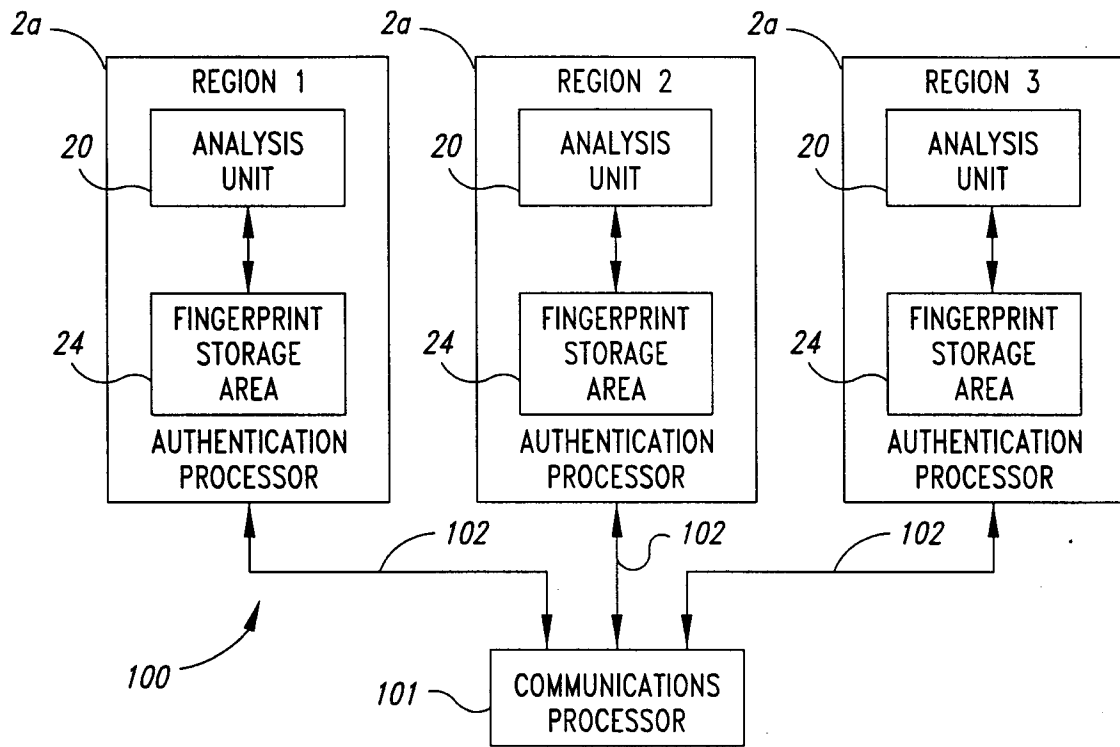 2a
REGION 1
20
ANALYSIS
UNIT
24
FINGERPRINT
STORAGE
AREA
AUTHENTICATION
PROCESSOR
2a
REGION 2
20
ANALYSIS
UNIT
24
FINGERPRINT
STORAGE
AREA
AUTHENTICATION
PROCESSOR
2a
REGION 3
20
ANALYSIS
UNIT
24
FINGERPRINT
STORAGE
AREA
AUTHENTICATION
PROCESSOR
102
102
102
100
101
COMMUNICATIONS
PROCESSOR